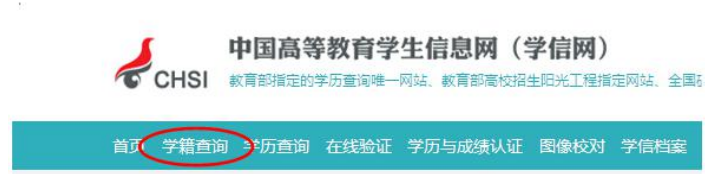 中国高等教育学生信息网（学信网）
CHSI
教育部指定的学历查询唯一网站、教育部高校招生阳光工程指定网站、全国
首页 学籍查询 学历查询 在线验证 学历与成绩认证 图像校对 学信档案